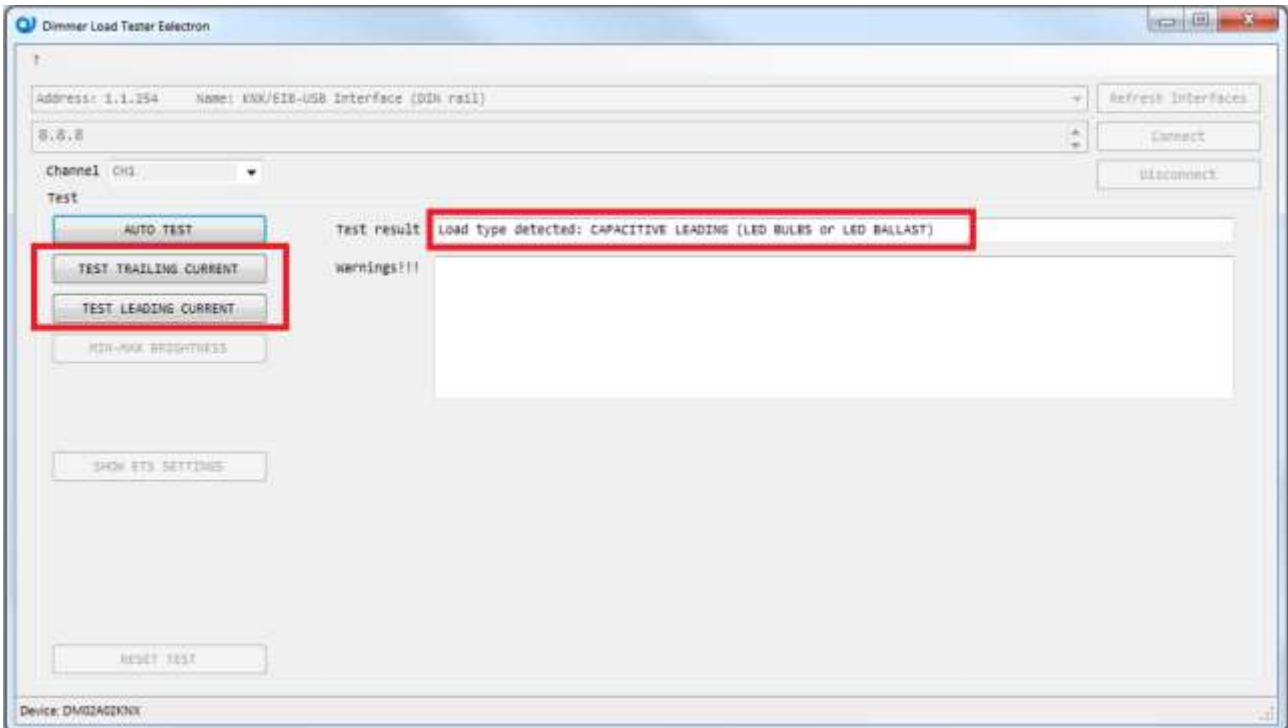 Dimmer Load Tester Eelectron
?
Address: 1.1.254 Name: KNX/EIB-USB Interface (DIN rail)
Refresh Interfaces
8.8.8
Connect
Channel CH1
Disconnect
Test
AUTO TEST
Test result Load type detected: CAPACITIVE LEADING (LED BULBS or LED BALLAST)
TEST TRAILING CURRENT
Warnings!!!
TEST LEADING CURRENT
MIN-MAX BRIGHTNESS
SHOW ETS SETTINGS
RESET TEST
Device: DM02A02KNX